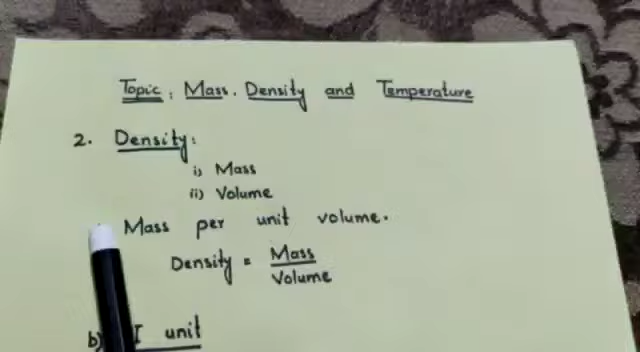 Topic: Mass, Density and Temperature
2. Density:
i) Mass
ii) Volume
Mass per unit volume.
Density = Mass
Volume
b) I unit